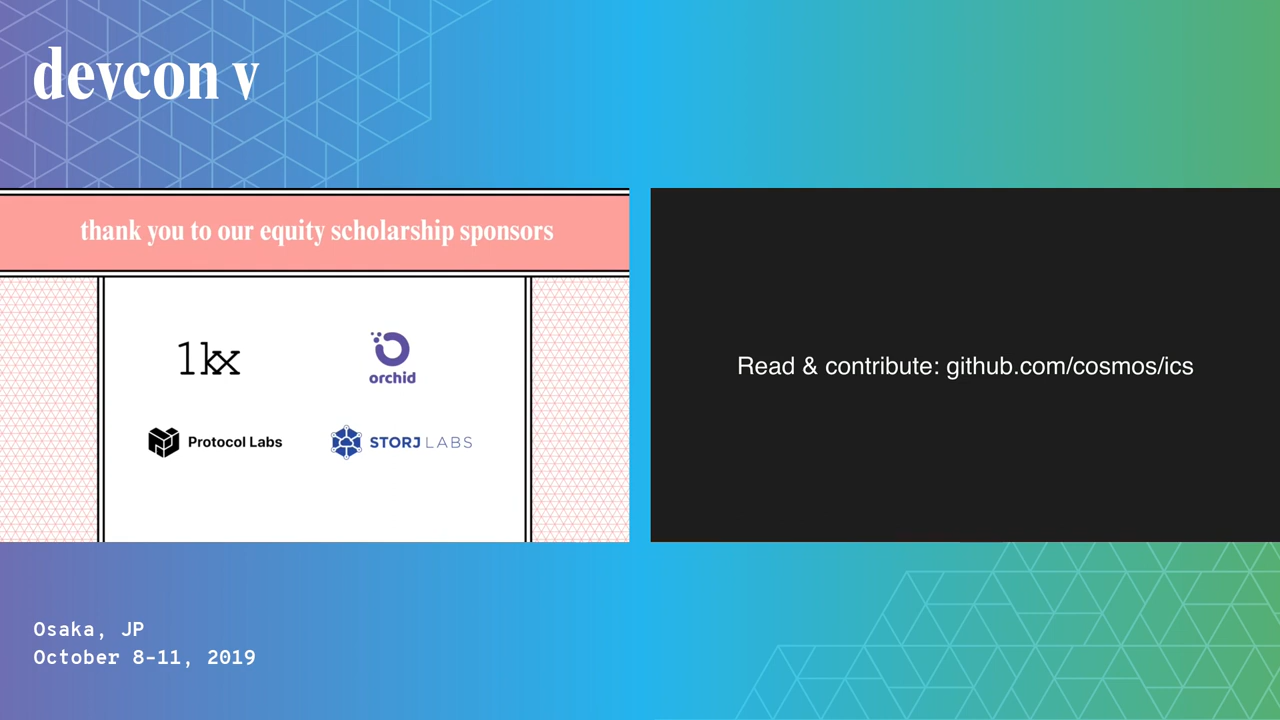 devcon v
thank you to our equity scholarship sponsors
1kx
orchid
Protocol Labs
STORJ LABS
Read & contribute: github.com/cosmos/ics
Osaka, JP
October 8-11, 2019